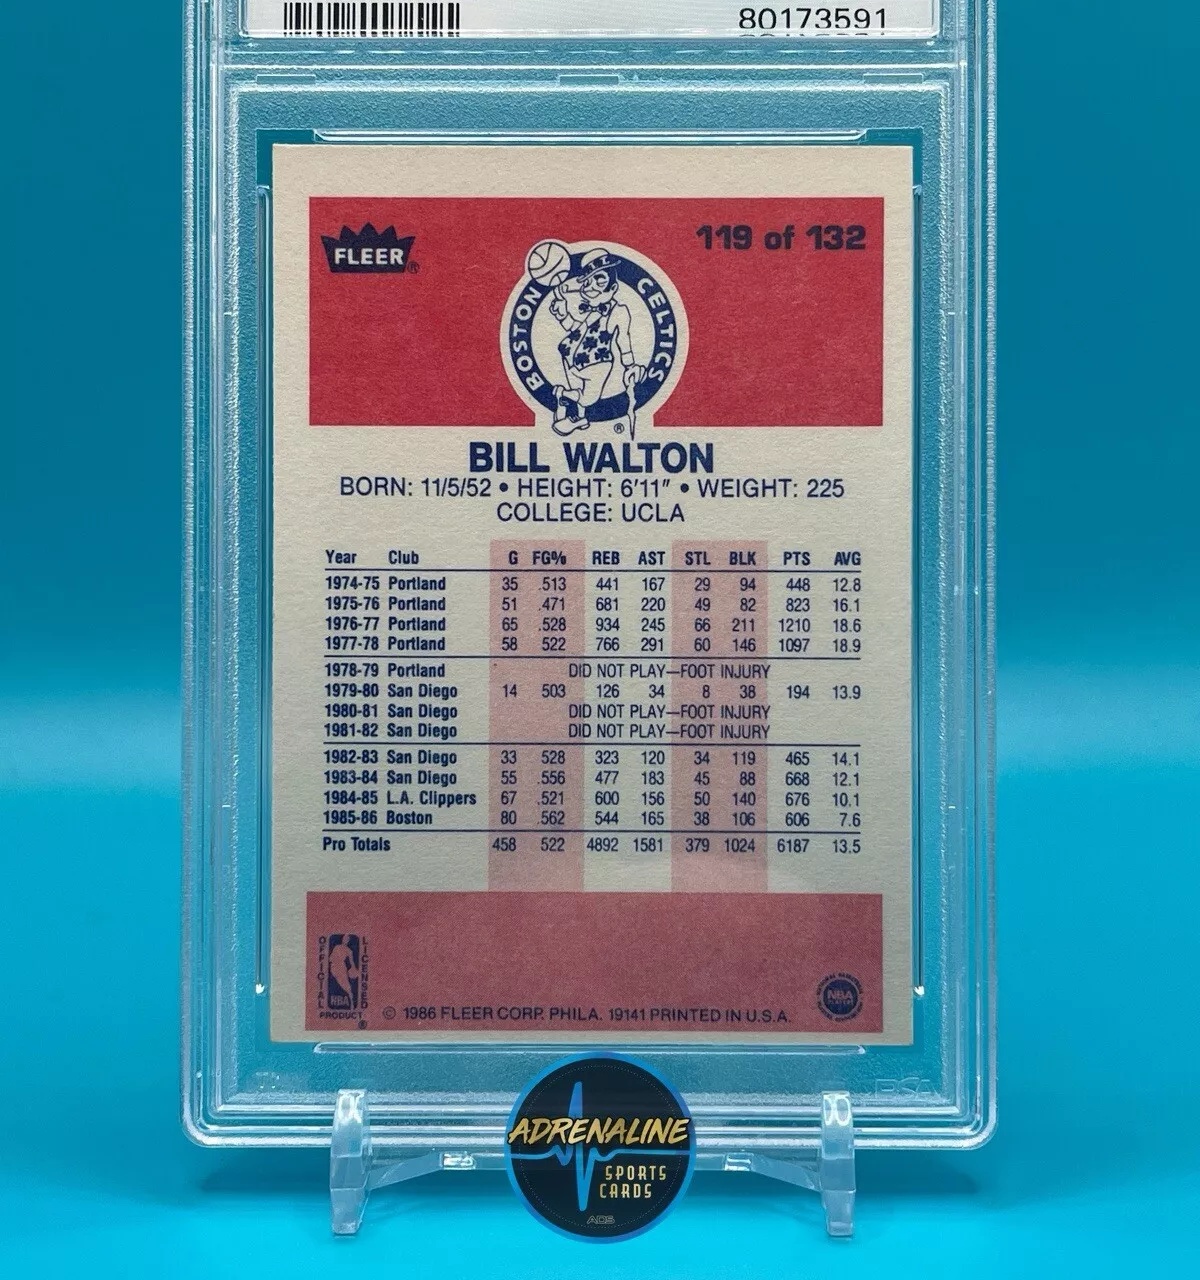 80173591
FLEER®
119 of 132
BOSTON CELTICS
®
BILL WALTON
BORN: 11/5/52 • HEIGHT: 6'11" • WEIGHT: 225
COLLEGE: UCLA
Year Club G FG% REB AST STL BLK PTS AVG
1974-75 Portland 35 .513 441 167 29 94 448 12.8
1975-76 Portland 51 .471 681 220 49 82 823 16.1
1976-77 Portland 65 .528 934 245 66 211 1210 18.6
1977-78 Portland 58 .522 766 291 60 146 1097 18.9
1978-79 Portland DID NOT PLAY—FOOT INJURY
1979-80 San Diego 14 .503 126 34 8 38 194 13.9
1980-81 San Diego DID NOT PLAY—FOOT INJURY
1981-82 San Diego DID NOT PLAY—FOOT INJURY
1982-83 San Diego 33 .528 323 120 34 119 465 14.1
1983-84 San Diego 55 .556 477 183 45 88 668 12.1
1984-85 L.A. Clippers 67 .521 600 156 50 140 676 10.1
1985-86 Boston 80 .562 544 165 38 106 606 7.6
Pro Totals 458 .522 4892 1581 379 1024 6187 13.5
OFFICIAL LICENSED
NBA
PRODUCT ®
© 1986 FLEER CORP. PHILA. 19141 PRINTED IN U.S.A.
NBA
PLAYERS
PSA
ADRENALINE
SPORTS
CARDS
ACS